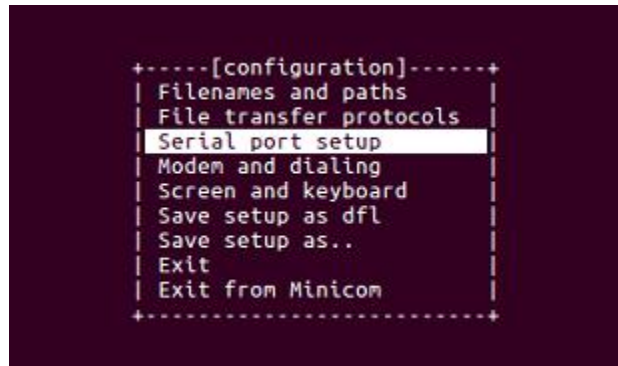 +-----[configuration]------+
| Filenames and paths      |
| File transfer protocols  |
| Serial port setup        |
| Modem and dialing        |
| Screen and keyboard      |
| Save setup as dfl        |
| Save setup as..          |
| Exit                     |
| Exit from Minicom        |
+--------------------------+